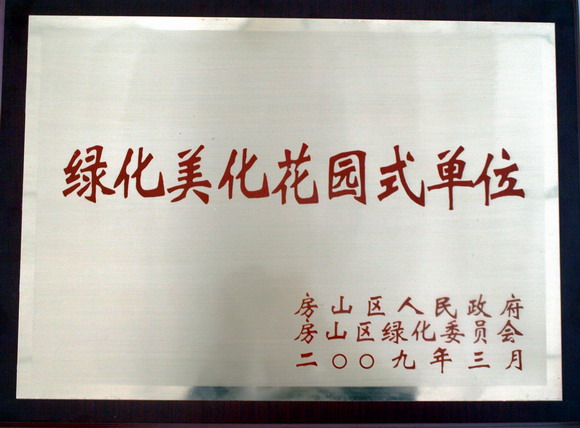 绿化美化花园式单位
房山区人民政府
房山区绿化委员会
二〇〇九年三月